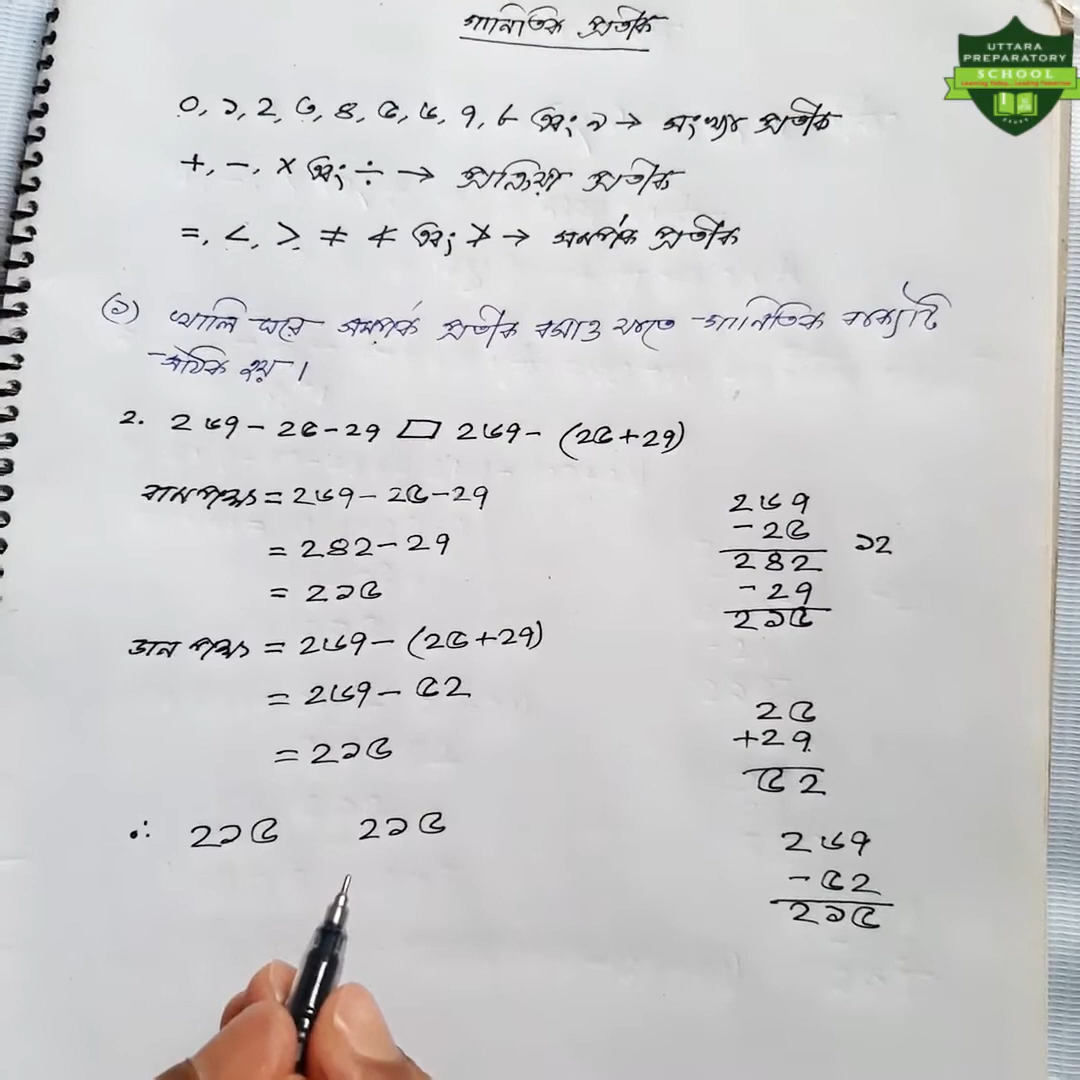 গানিতিক প্রতীক
UTTARA
PREPARATORY
SCHOOL
০, ১, ২, ৩, ৪, ৫, ৬, ৭, ৮ এবং ৯ → সংখ্যা প্রতীক
+, −, × এবং ÷ → প্রক্রিয়া প্রতীক
=, <, >, ≠ ≮ এবং ≯ → সম্পর্ক প্রতীক
(১) খালি ঘরে সম্পর্ক প্রতীক বসাও যাতে গানিতিক বাক্যটি
সঠিক হয়।
২. ২৬৭ − ২৫ − ২৭ □ ২৬৭ − (২৫+২৭)
বামপক্ষ = ২৬৭ − ২৫ − ২৭
= ২৪২ − ২৭
= ২১৫
ডান পক্ষ = ২৬৭ − (২৫+২৭)
= ২৬৭ − ৫২
= ২১৫
∴ ২১৫ ২১৫
২৬৭
− ২৫ ১২
২৪২
− ২৭
২১৫
২৫
+২৭
৫২
২৬৭
− ৫২
২১৫